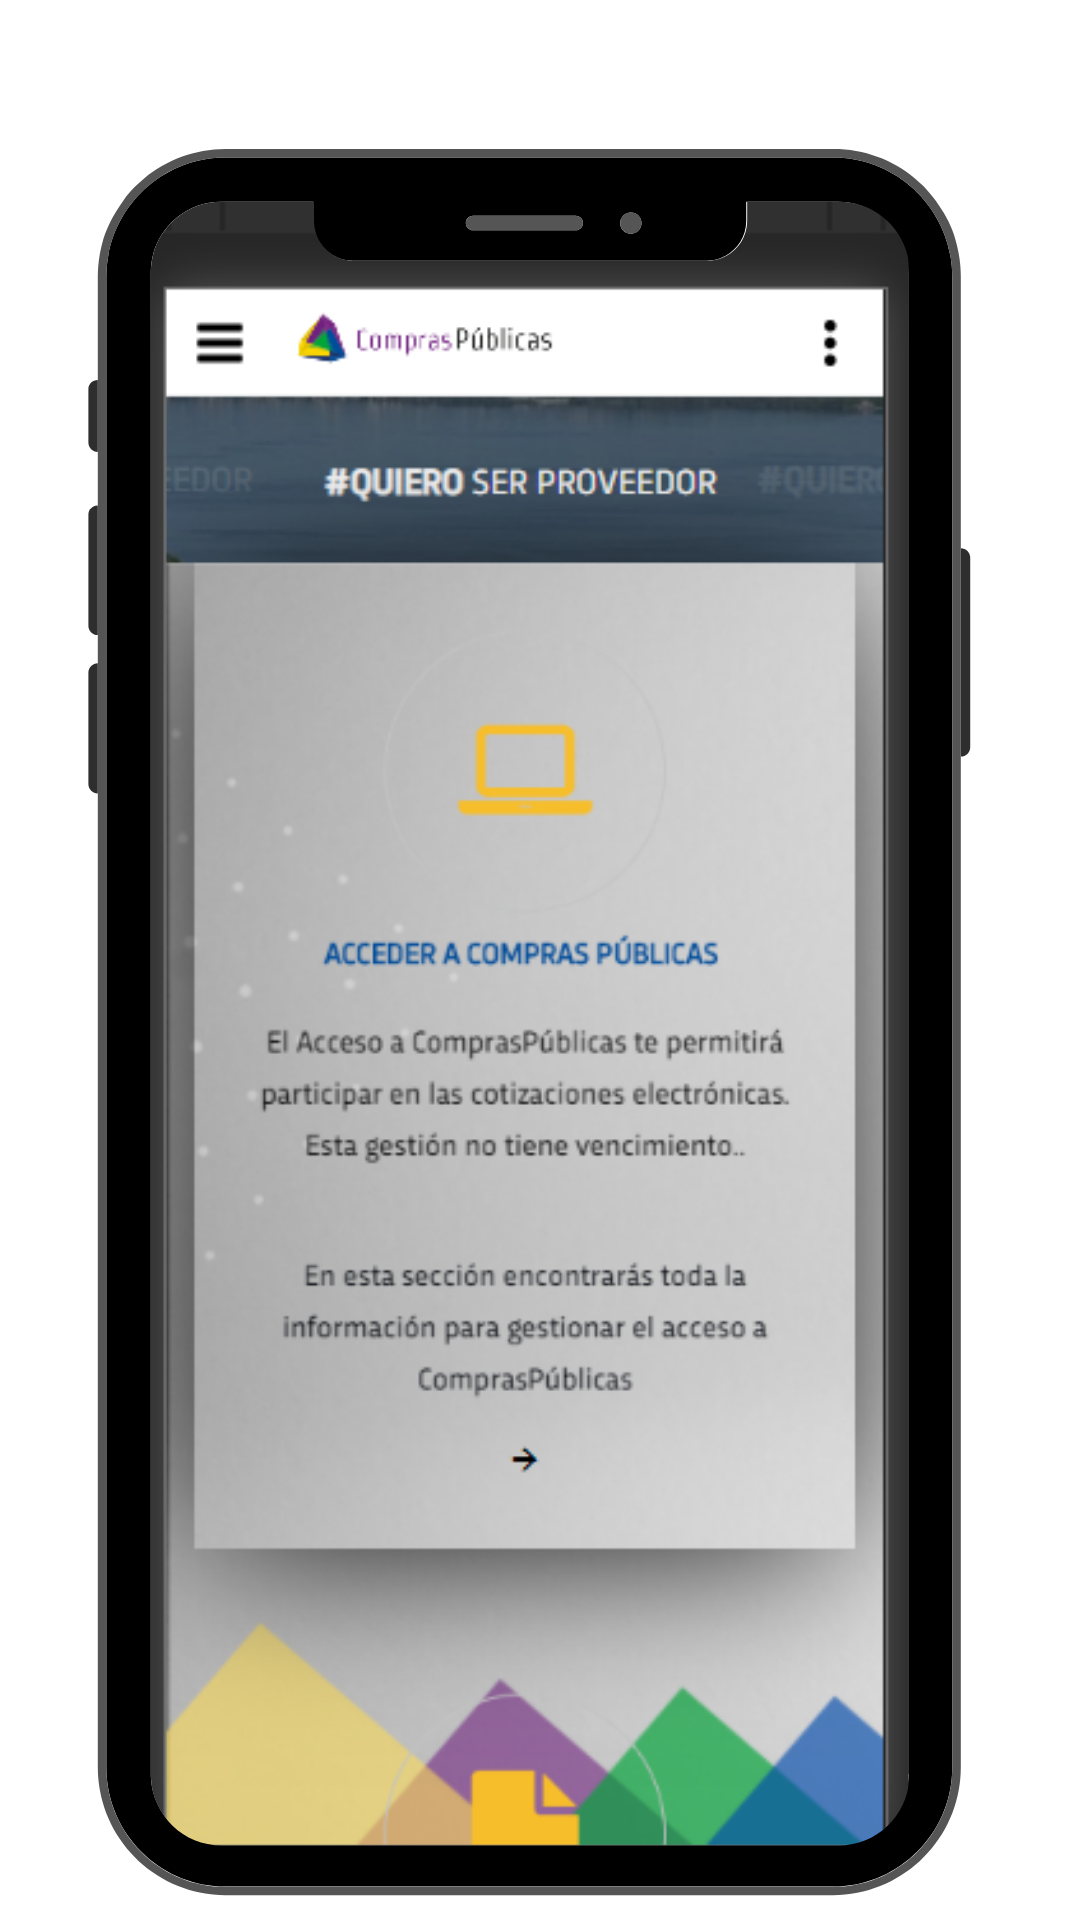 ComprasPúblicas
EEDOR #QUIERO SER PROVEEDOR #QUIERO
ACCEDER A COMPRAS PÚBLICAS
El Acceso a ComprasPúblicas te permitirá
participar en las cotizaciones electrónicas.
Esta gestión no tiene vencimiento..
En esta sección encontrarás toda la
información para gestionar el acceso a
ComprasPúblicas